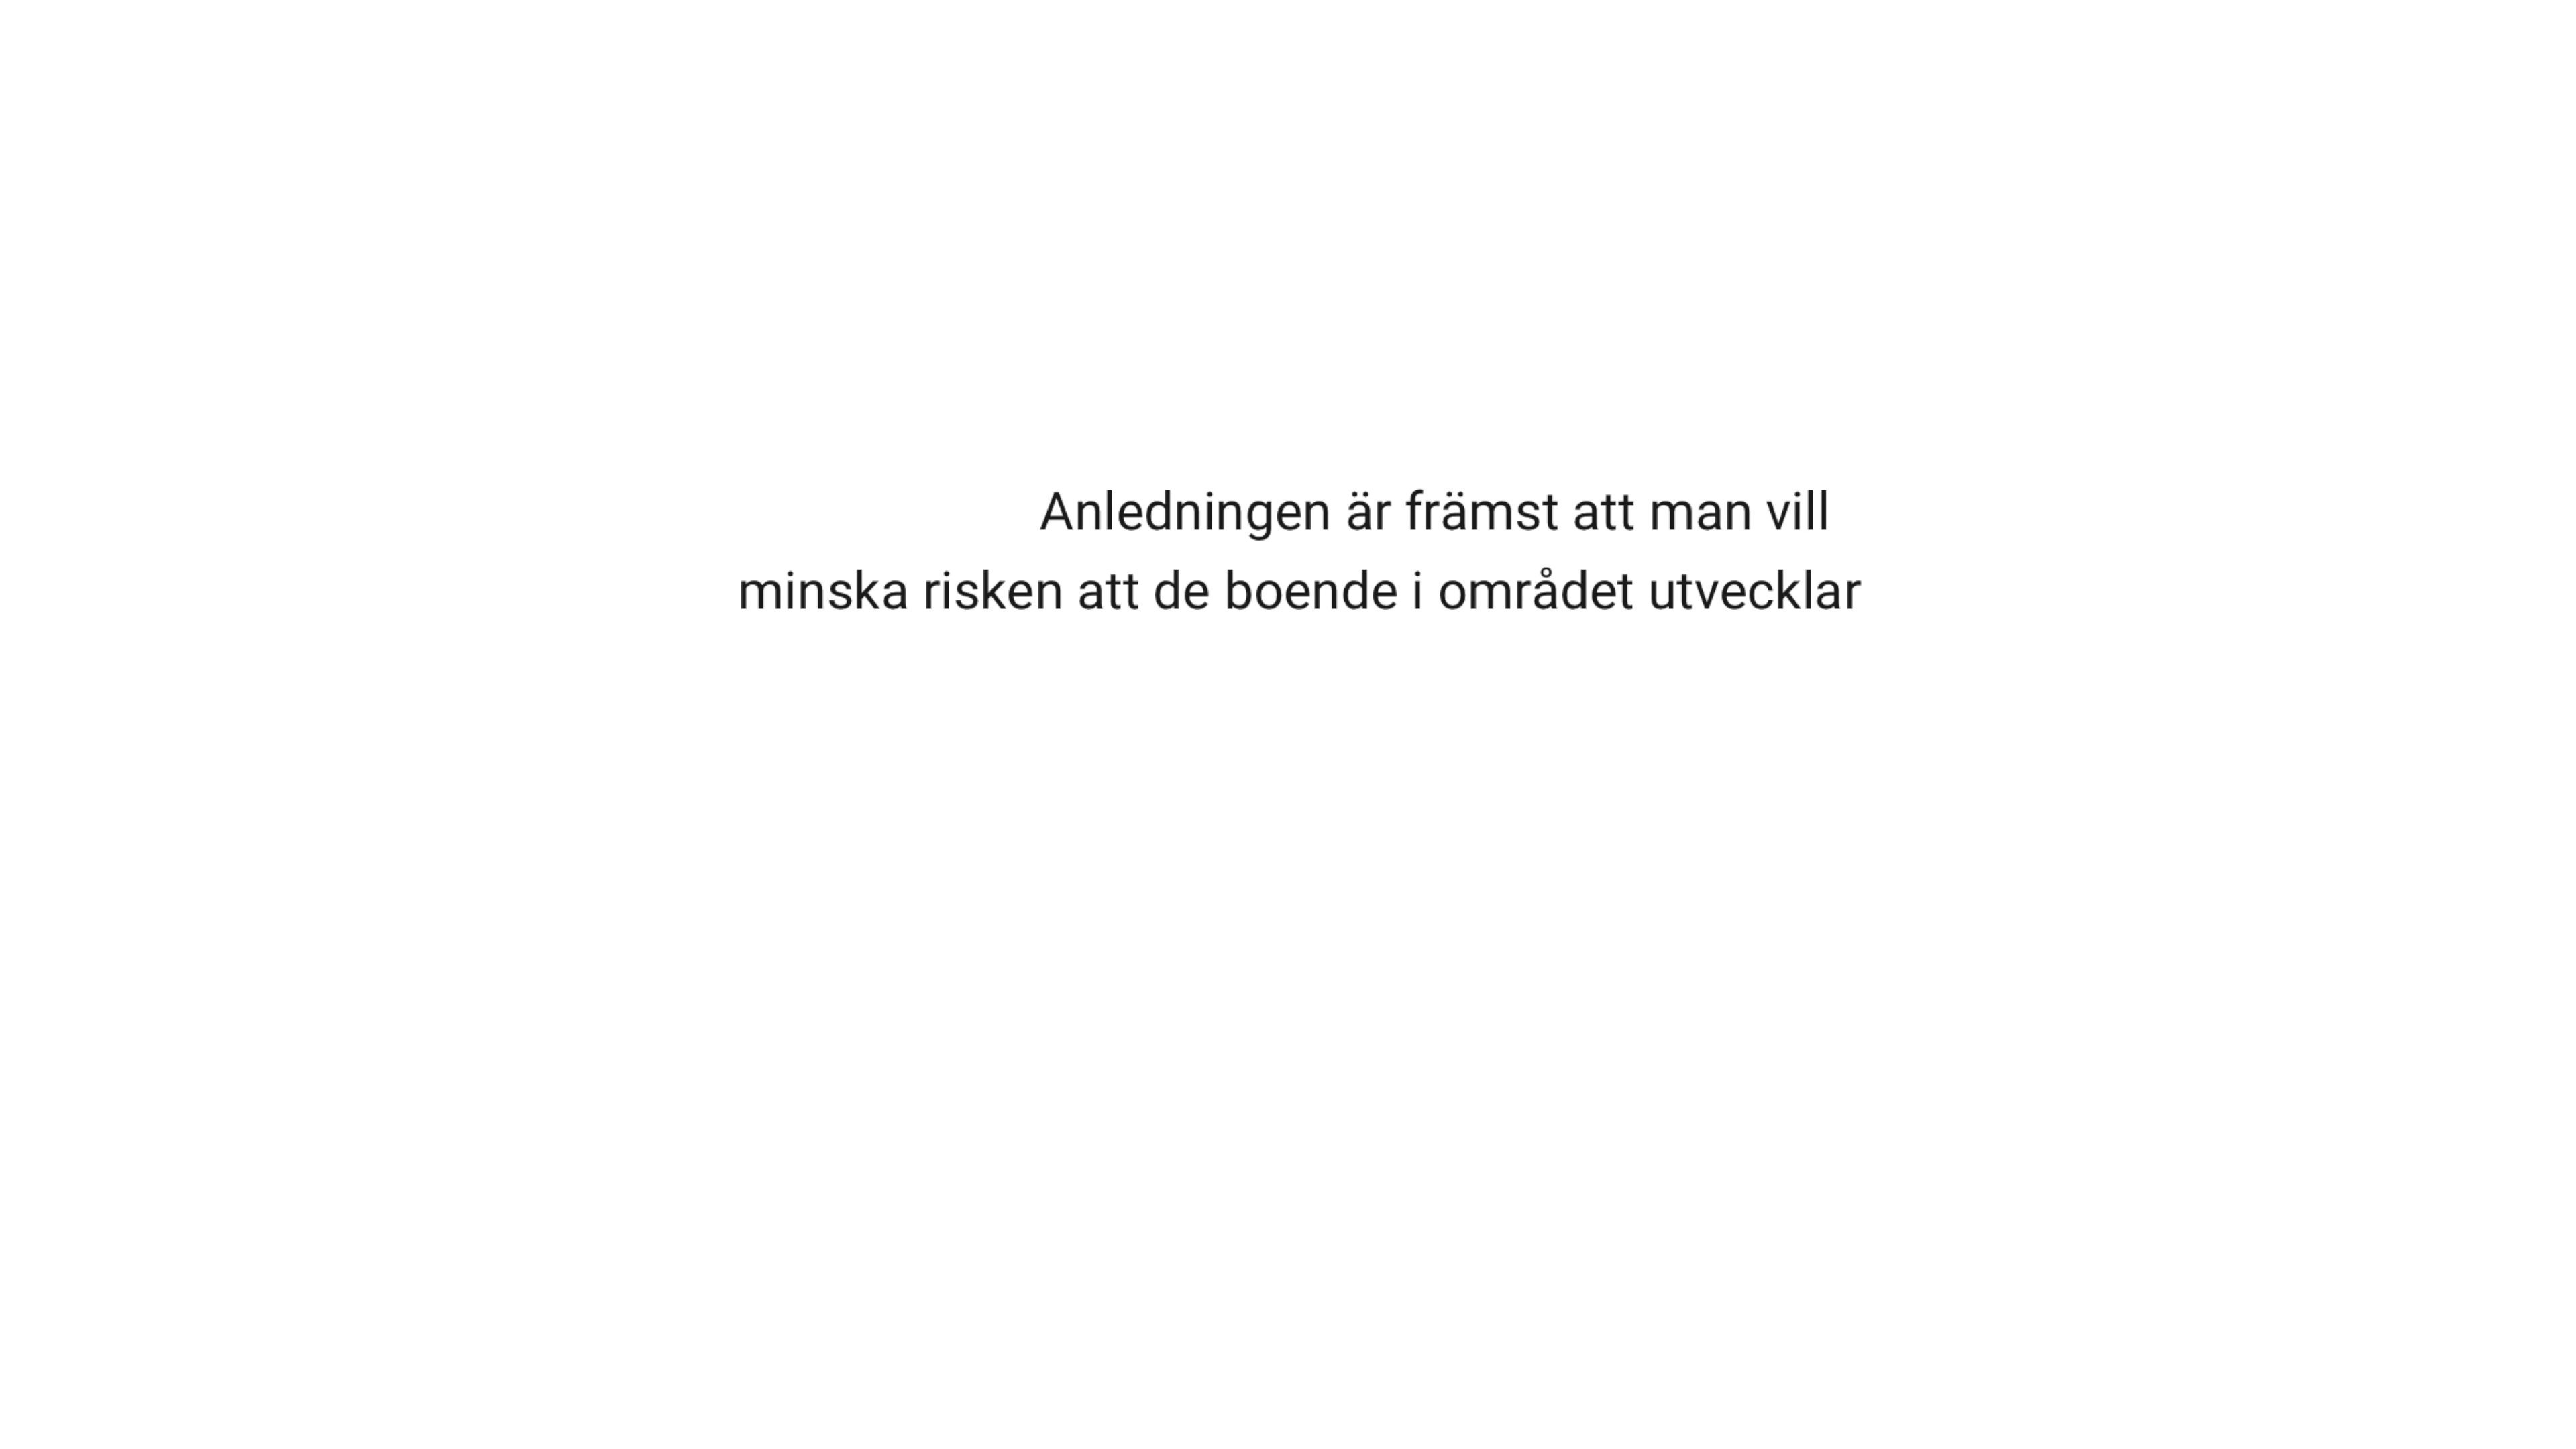 Anledningen är främst att man vill
minska risken att de boende i området utvecklar